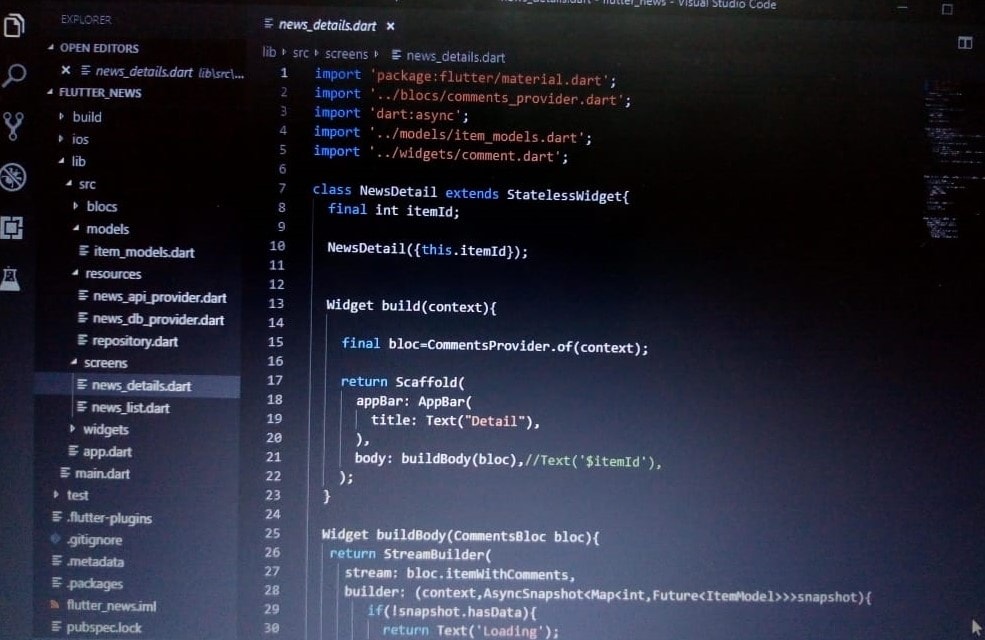 news_details.dart - flutter_news - Visual Studio Code
EXPLORER
OPEN EDITORS
news_details.dart lib\src\...
FLUTTER_NEWS
build
ios
lib
src
blocs
models
item_models.dart
resources
news_api_provider.dart
news_db_provider.dart
repository.dart
screens
news_details.dart
news_list.dart
widgets
app.dart
main.dart
test
.flutter-plugins
.gitignore
.metadata
.packages
flutter_news.iml
pubspec.lock
news_details.dart
lib src screens news_details.dart
1 import 'package:flutter/material.dart';
2 import '../blocs/comments_provider.dart';
3 import 'dart:async';
4 import '../models/item_models.dart';
5 import '../widgets/comment.dart';
6
7 class NewsDetail extends StatelessWidget{
8 final int itemId;
9
10 NewsDetail({this.itemId});
11
12
13 Widget build(context){
14
15 final bloc=CommentsProvider.of(context);
16
17 return Scaffold(
18 appBar: AppBar(
19 title: Text("Detail"),
20 ),
21 body: buildBody(bloc),//Text('$itemId'),
22 );
23 }
24
25 Widget buildBody(CommentsBloc bloc){
26 return StreamBuilder(
27 stream: bloc.itemWithComments,
28 builder: (context,AsyncSnapshot<Map<int,Future<ItemModel>>>snapshot){
29 if(!snapshot.hasData){
30 return Text('Loading');